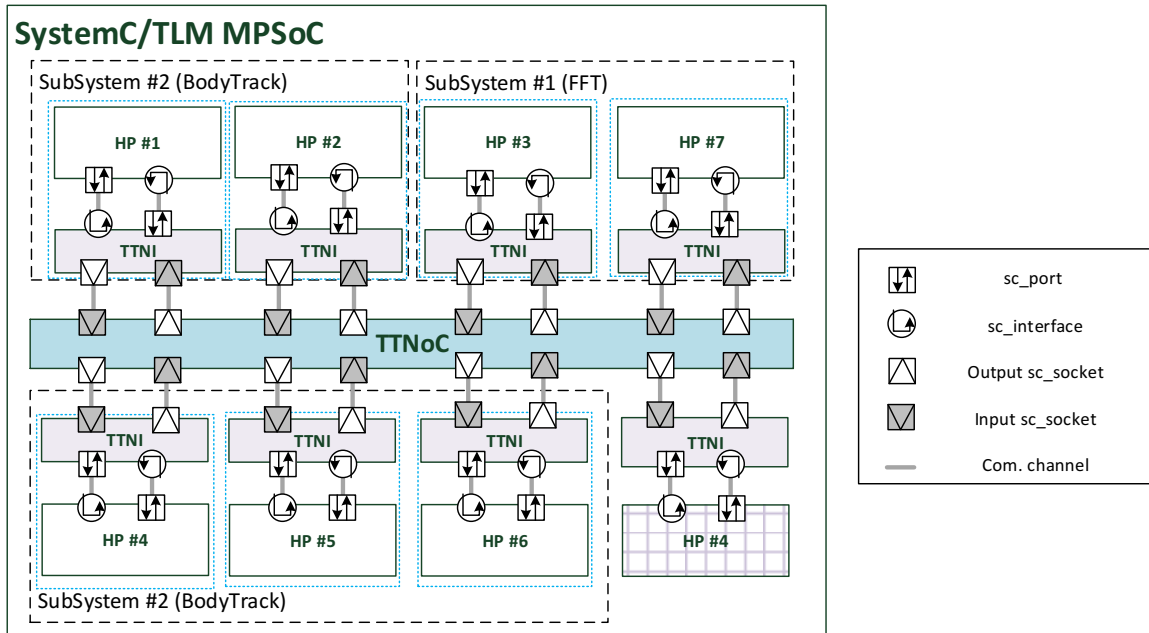 SystemC/TLM MPSoC
SubSystem #2 (BodyTrack)
SubSystem #1 (FFT)
HP #1
HP #2
HP #3
HP #7
TTNI
TTNI
TTNI
TTNI
TTNoC
TTNI
TTNI
TTNI
TTNI
HP #4
HP #5
HP #6
HP #4
SubSystem #2 (BodyTrack)
sc_port
sc_interface
Output sc_socket
Input sc_socket
Com. channel